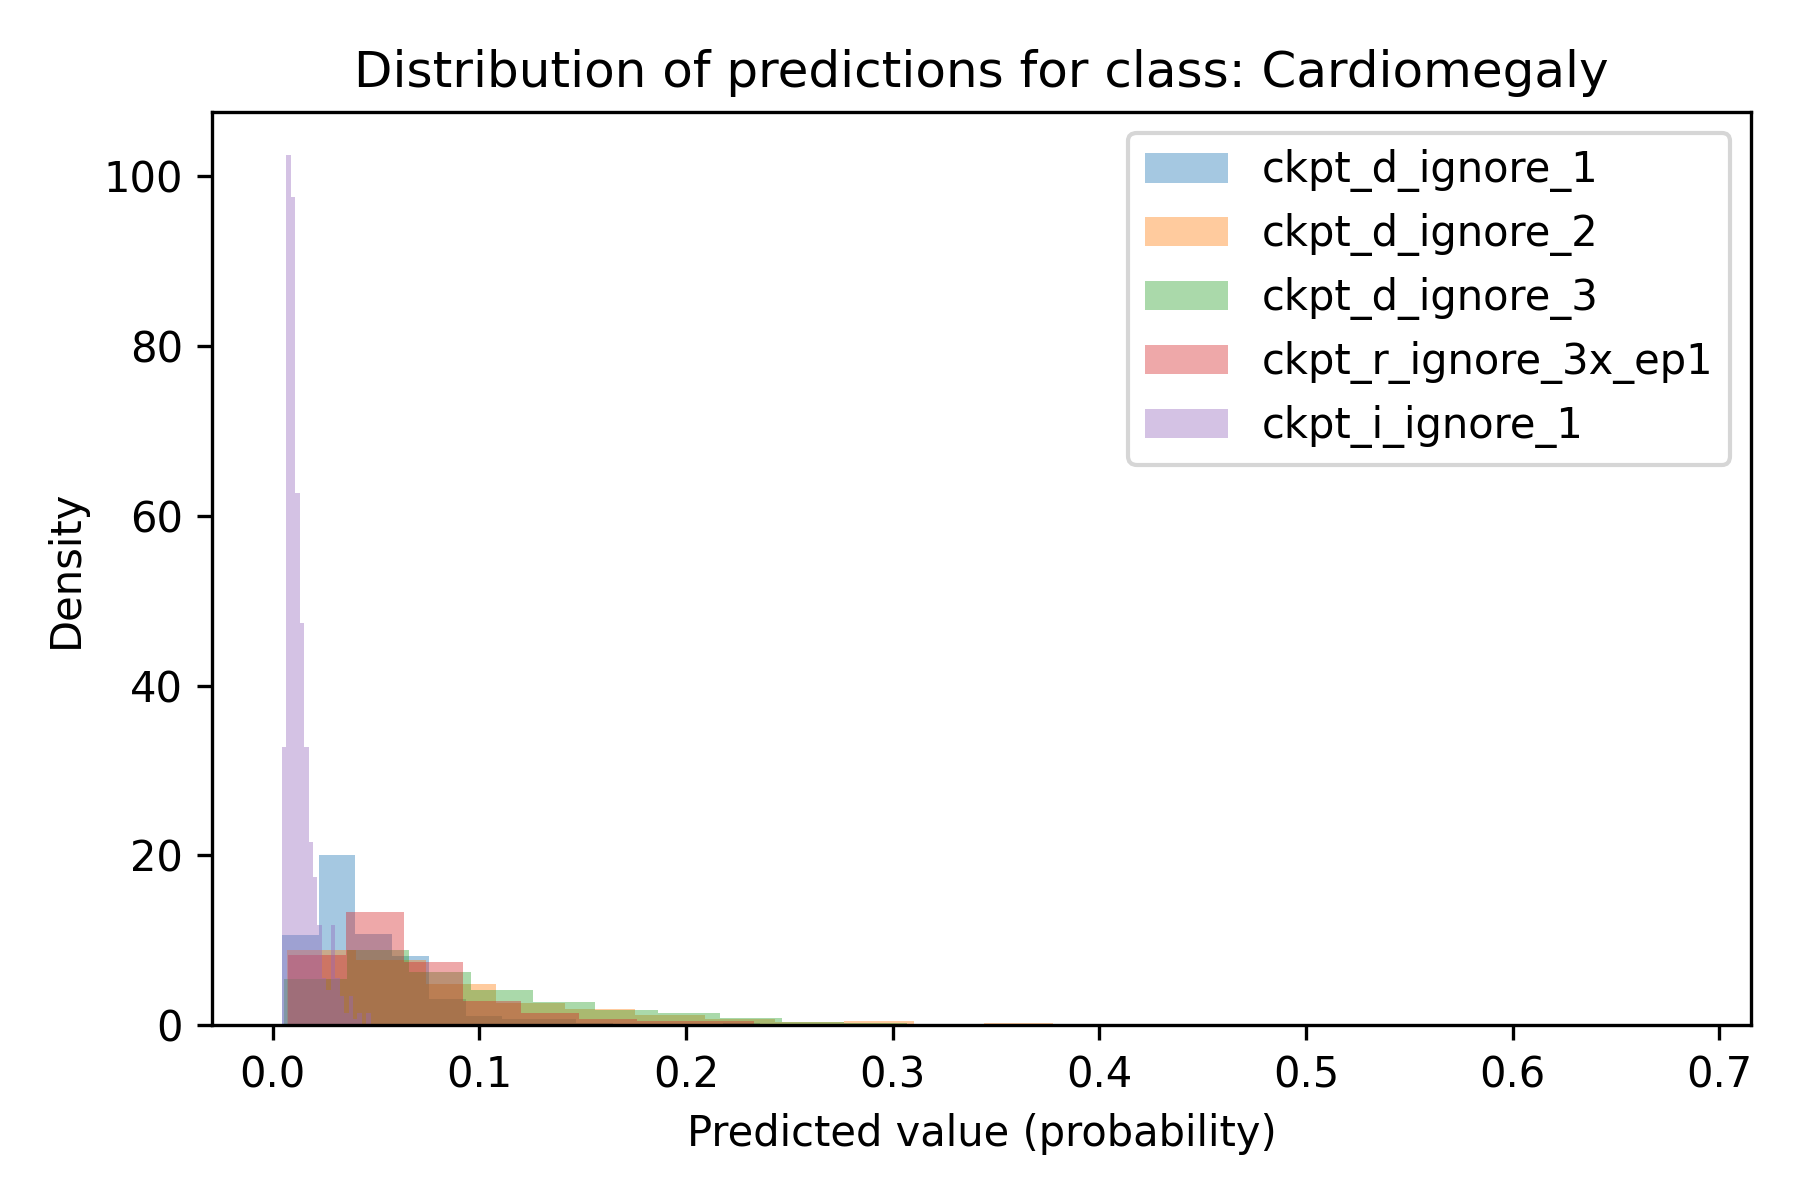 Distribution of predictions for class: Cardiomegaly
ckpt_d_ignore_1
ckpt_d_ignore_2
ckpt_d_ignore_3
ckpt_r_ignore_3x_ep1
ckpt_i_ignore_1
Density
100
80
60
40
20
0
0.0 0.1 0.2 0.3 0.4 0.5 0.6 0.7
Predicted value (probability)